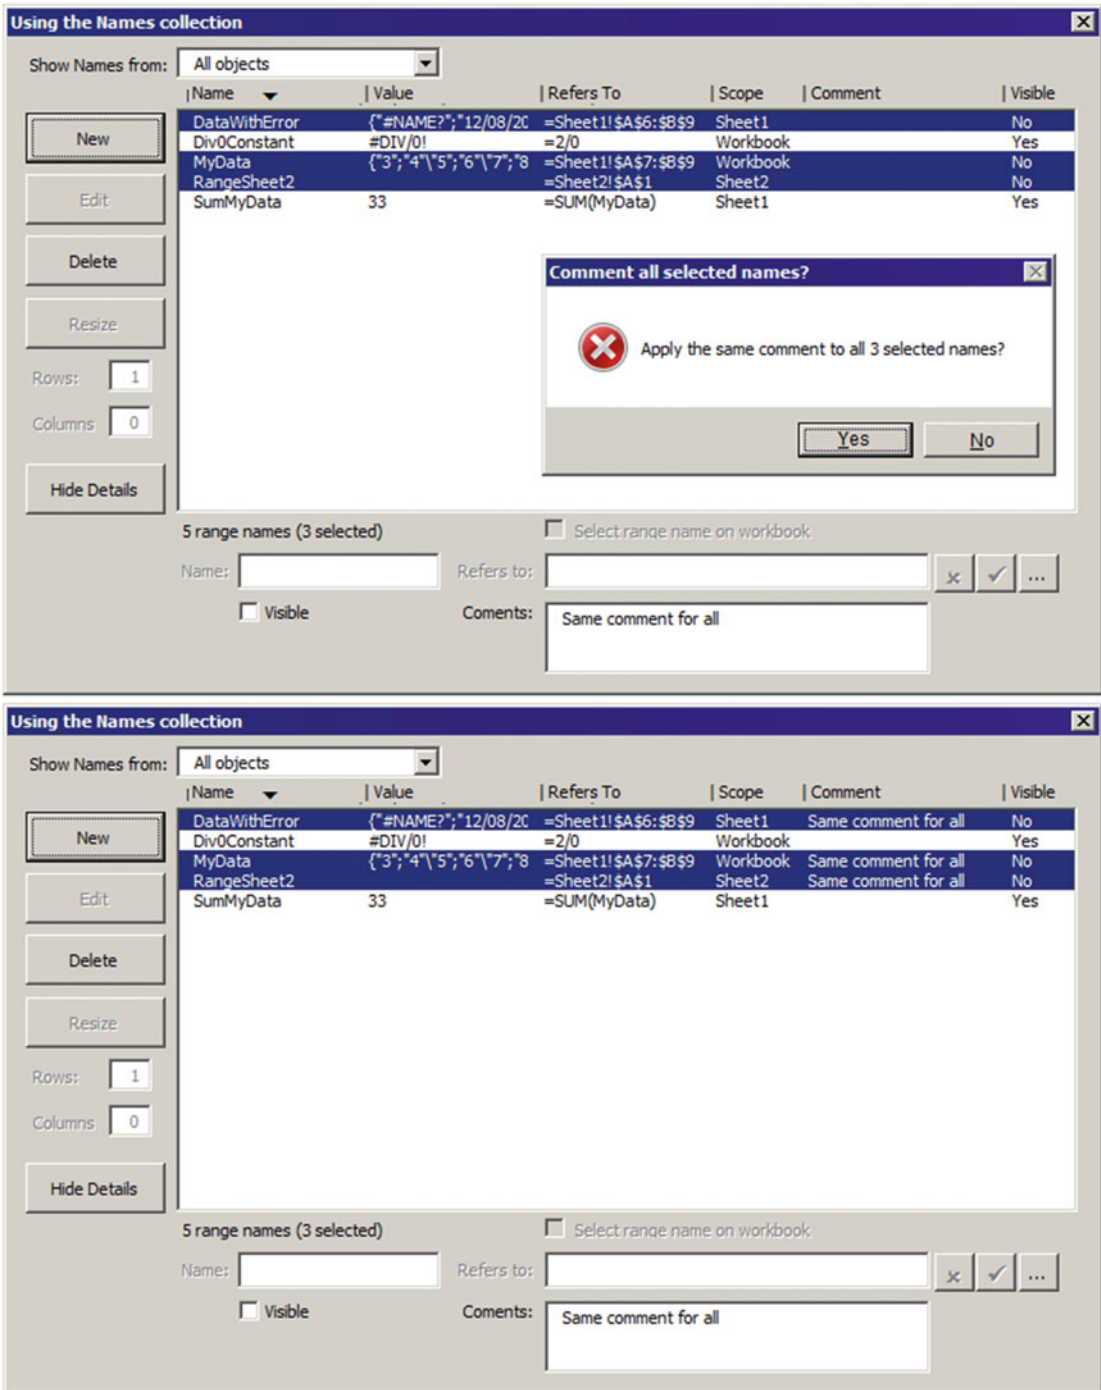 Using the Names collection
Show Names from: All objects
Name | Value | Refers To | Scope | Comment | Visible
New
Edit
Delete
Resize
Rows: 1
Columns 0
Hide Details
DataWithError {"#NAME?";"12/08/20 =Sheet1!$A$6:$B$9 Sheet1 No
Div0Constant #DIV/0! =2/0 Workbook Yes
MyData {"3";"4"\"5";"6"\"7";"8 =Sheet1!$A$7:$B$9 Workbook No
RangeSheet2 =Sheet2!$A$1 Sheet2 No
SumMyData 33 =SUM(MyData) Sheet1 Yes
Comment all selected names?
Apply the same comment to all 3 selected names?
Yes No
5 range names (3 selected) Select range name on workbook
Name: Refers to: ...
Visible Coments: Same comment for all
Using the Names collection
Show Names from: All objects
Name | Value | Refers To | Scope | Comment | Visible
New
Edit
Delete
Resize
Rows: 1
Columns 0
Hide Details
DataWithError {"#NAME?";"12/08/20 =Sheet1!$A$6:$B$9 Sheet1 Same comment for all No
Div0Constant #DIV/0! =2/0 Workbook Yes
MyData {"3";"4"\"5";"6"\"7";"8 =Sheet1!$A$7:$B$9 Workbook Same comment for all No
RangeSheet2 =Sheet2!$A$1 Sheet2 Same comment for all No
SumMyData 33 =SUM(MyData) Sheet1 Yes
5 range names (3 selected) Select range name on workbook
Name: Refers to: ...
Visible Coments: Same comment for all